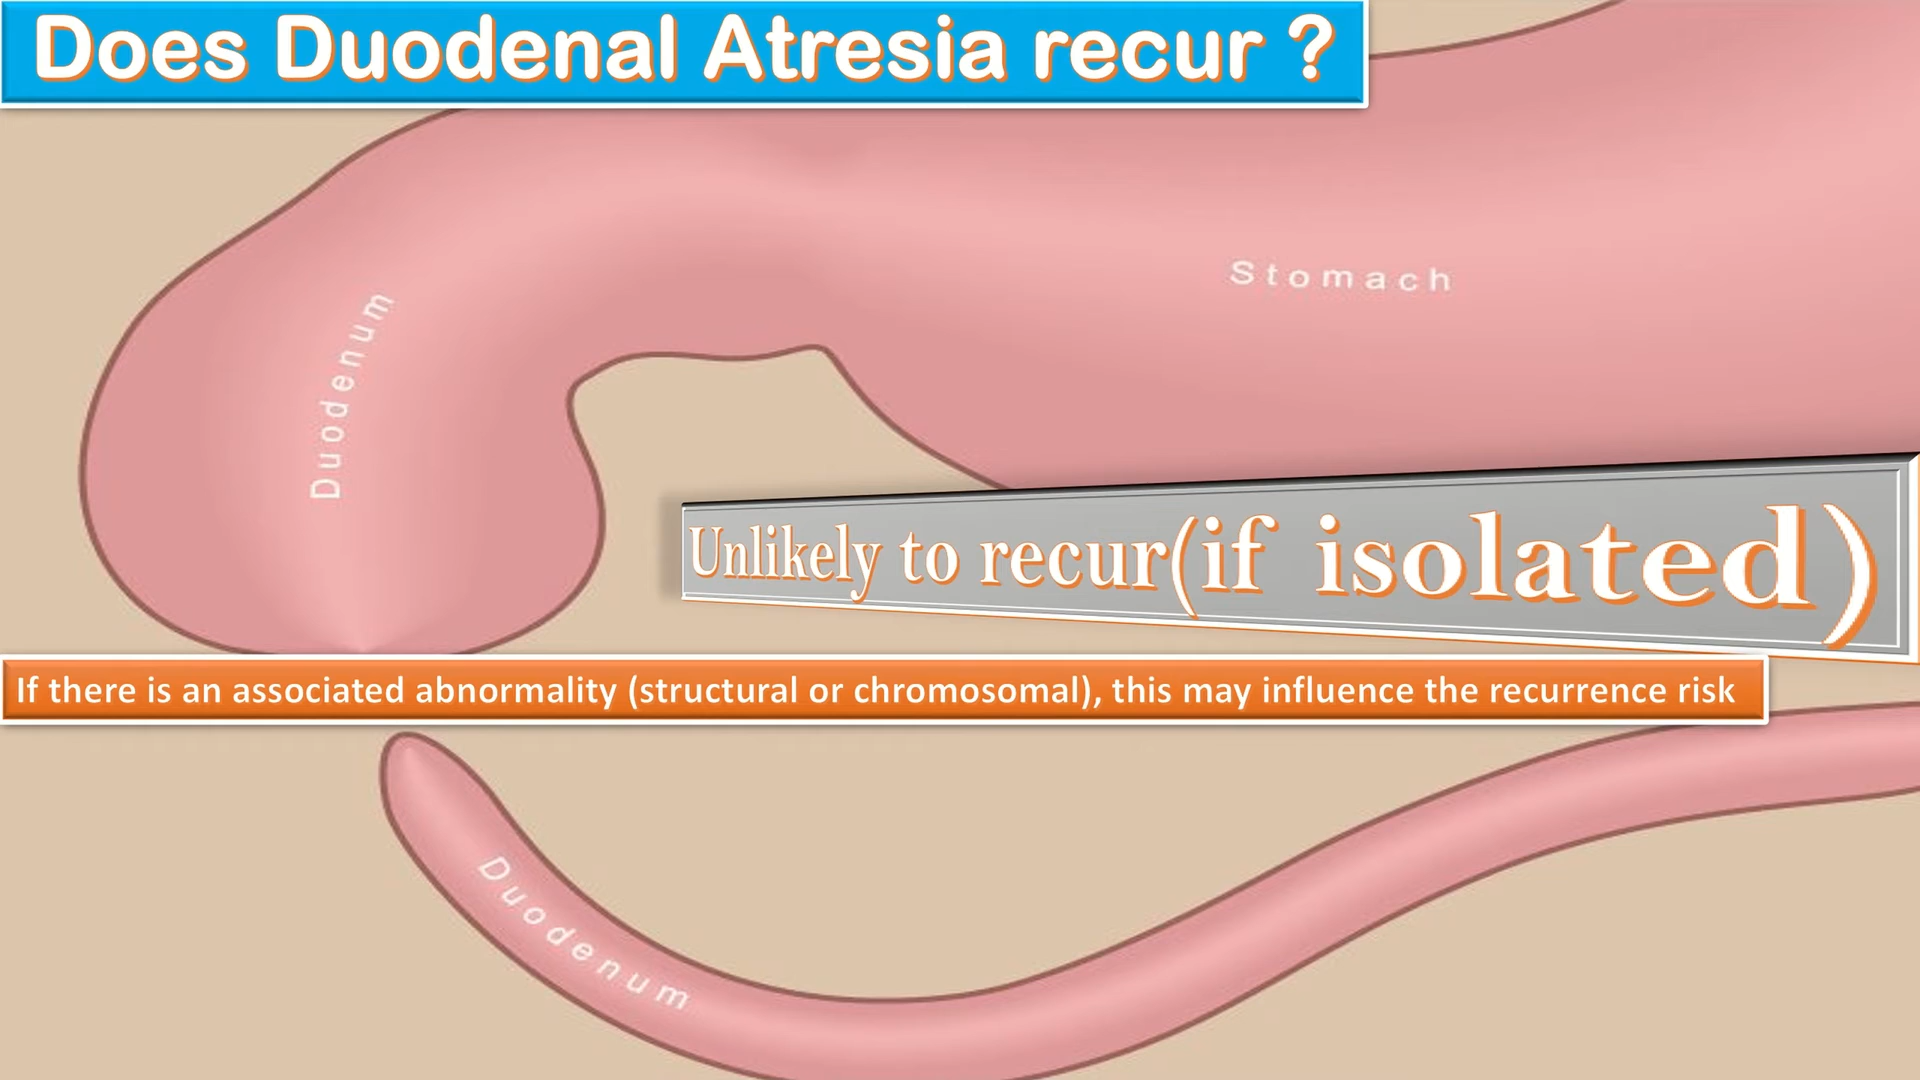 Does Duodenal Atresia recur ?
Stomach
Duodenum
Unlikely to recur(if isolated)
If there is an associated abnormality (structural or chromosomal), this may influence the recurrence risk
Duodenum